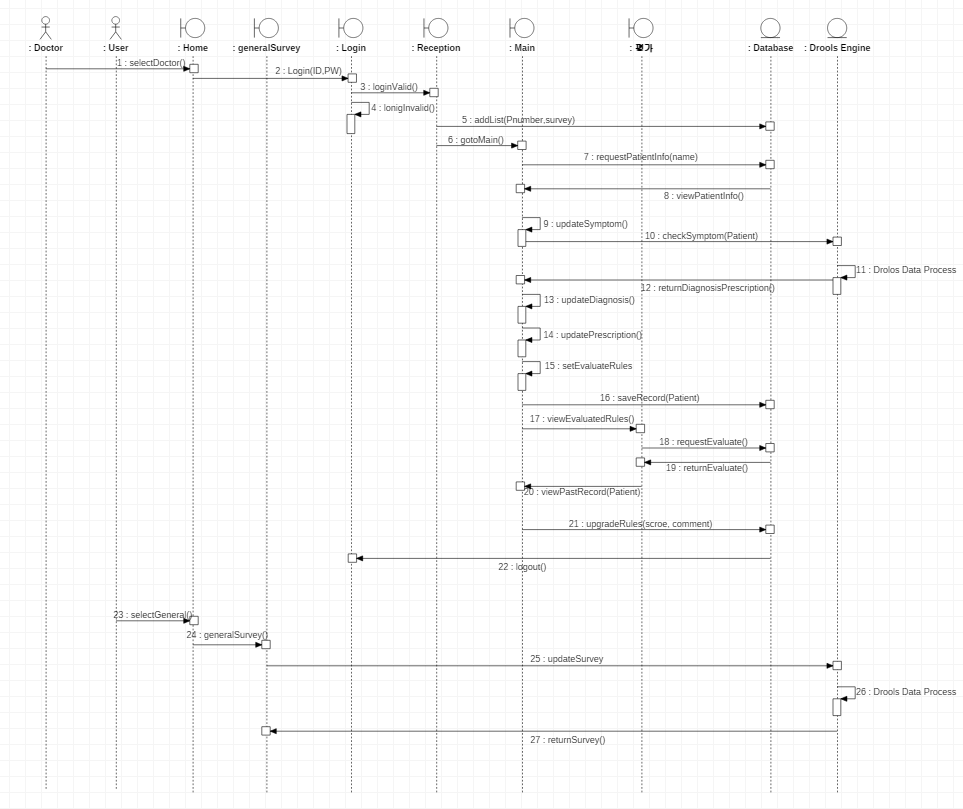 : Doctor
: User
: Home
: generalSurvey
: Login
: Reception
: Main
: 평가
: Database
: Drools Engine
1 : selectDoctor()
2 : Login(ID,PW)
3 : loginValid()
4 : lonigInvalid()
5 : addList(Pnumber,survey)
6 : gotoMain()
7 : requestPatientInfo(name)
8 : viewPatientInfo()
9 : updateSymptom()
10 : checkSymptom(Patient)
11 : Drolos Data Process
12 : returnDiagnosisPrescription()
13 : updateDiagnosis()
14 : updatePrescription()
15 : setEvaluateRules
16 : saveRecord(Patient)
17 : viewEvaluatedRules()
18 : requestEvaluate()
19 : returnEvaluate()
20 : viewPastRecord(Patient)
21 : upgradeRules(scroe, comment)
22 : logout()
23 : selectGeneral()
24 : generalSurvey()
25 : updateSurvey
26 : Drools Data Process
27 : returnSurvey()